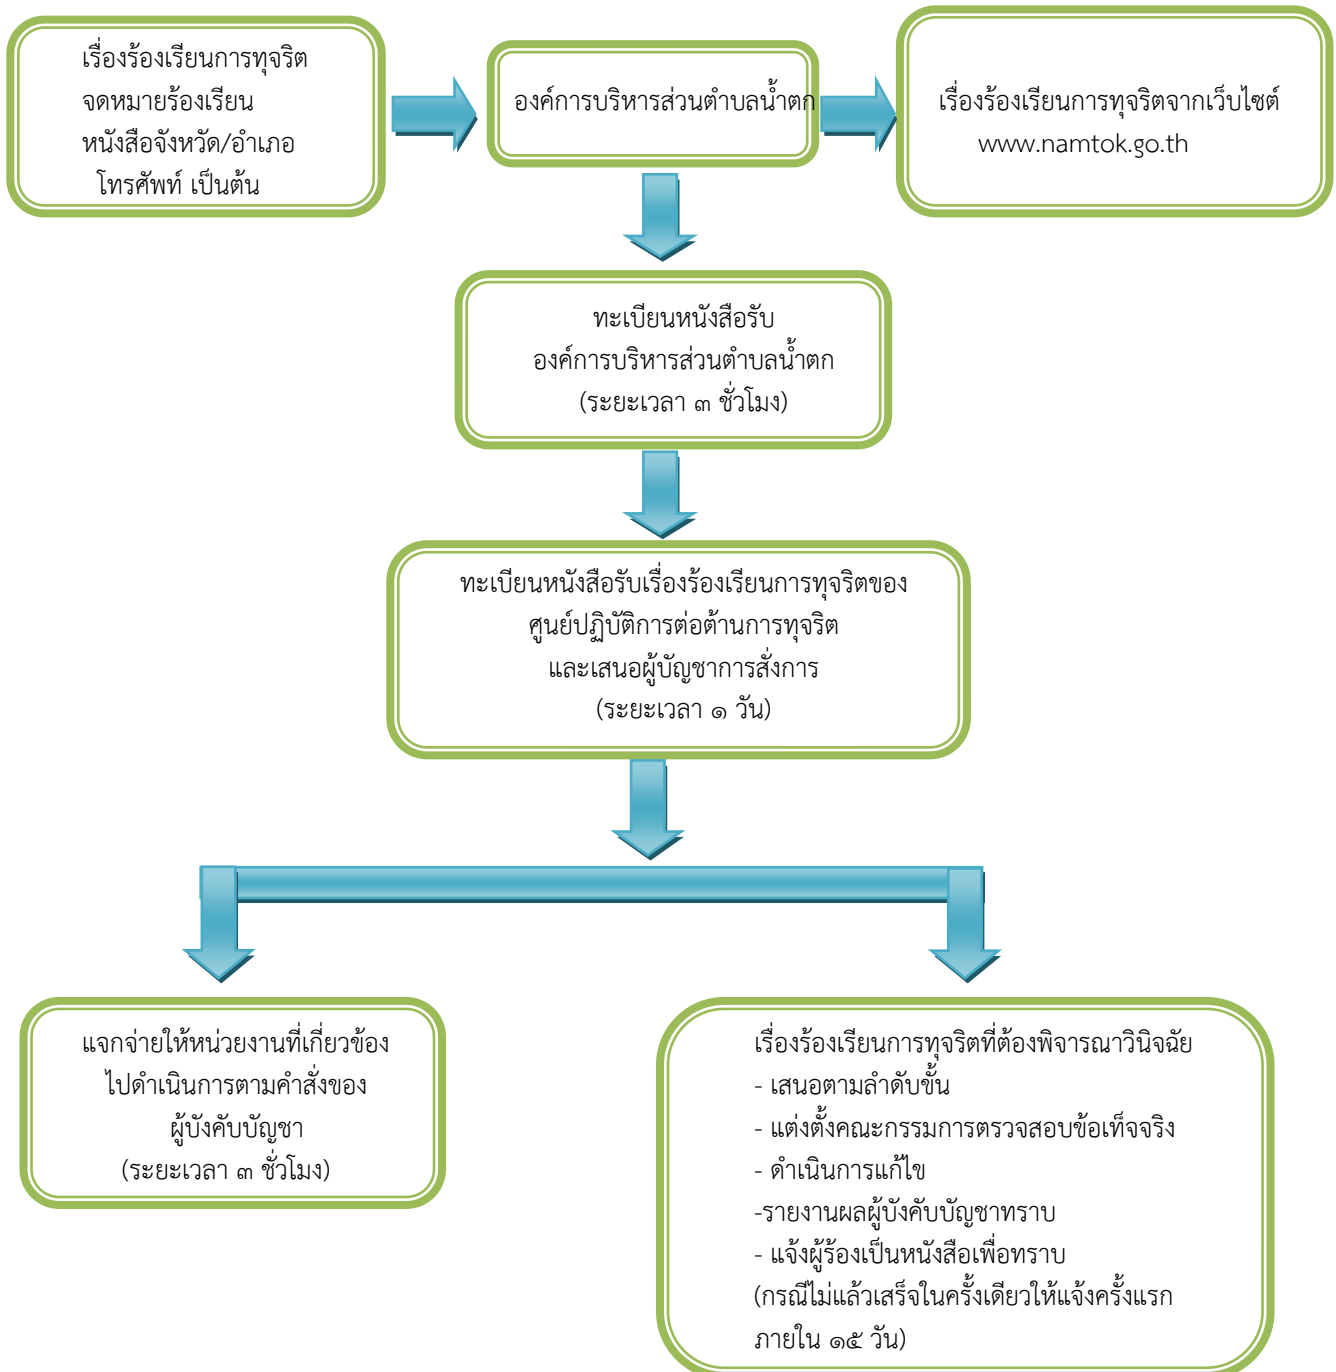 เรื่องร้องเรียนการทุจริต
จดหมายร้องเรียน
หนังสือจังหวัด/อำเภอ
โทรศัพท์ เป็นต้น
องค์การบริหารส่วนตำบลน้ำตก
เรื่องร้องเรียนการทุจริตจากเว็บไซต์
www.namtok.go.th
ทะเบียนหนังสือรับ
องค์การบริหารส่วนตำบลน้ำตก
(ระยะเวลา ๓ ชั่วโมง)
ทะเบียนหนังสือรับเรื่องร้องเรียนการทุจริตของ
ศูนย์ปฏิบัติการต่อต้านการทุจริต
และเสนอผู้บัญชาการสั่งการ
(ระยะเวลา ๑ วัน)
แจกจ่ายให้หน่วยงานที่เกี่ยวข้อง
ไปดำเนินการตามคำสั่งของ
ผู้บังคับบัญชา
(ระยะเวลา ๓ ชั่วโมง)
เรื่องร้องเรียนการทุจริตที่ต้องพิจารณาวินิจฉัย
- เสนอตามลำดับขั้น
- แต่งตั้งคณะกรรมการตรวจสอบข้อเท็จจริง
- ดำเนินการแก้ไข
-รายงานผลผู้บังคับบัญชาทราบ
- แจ้งผู้ร้องเป็นหนังสือเพื่อทราบ
(กรณีไม่แล้วเสร็จในครั้งเดียวให้แจ้งครั้งแรก
ภายใน ๑๕ วัน)